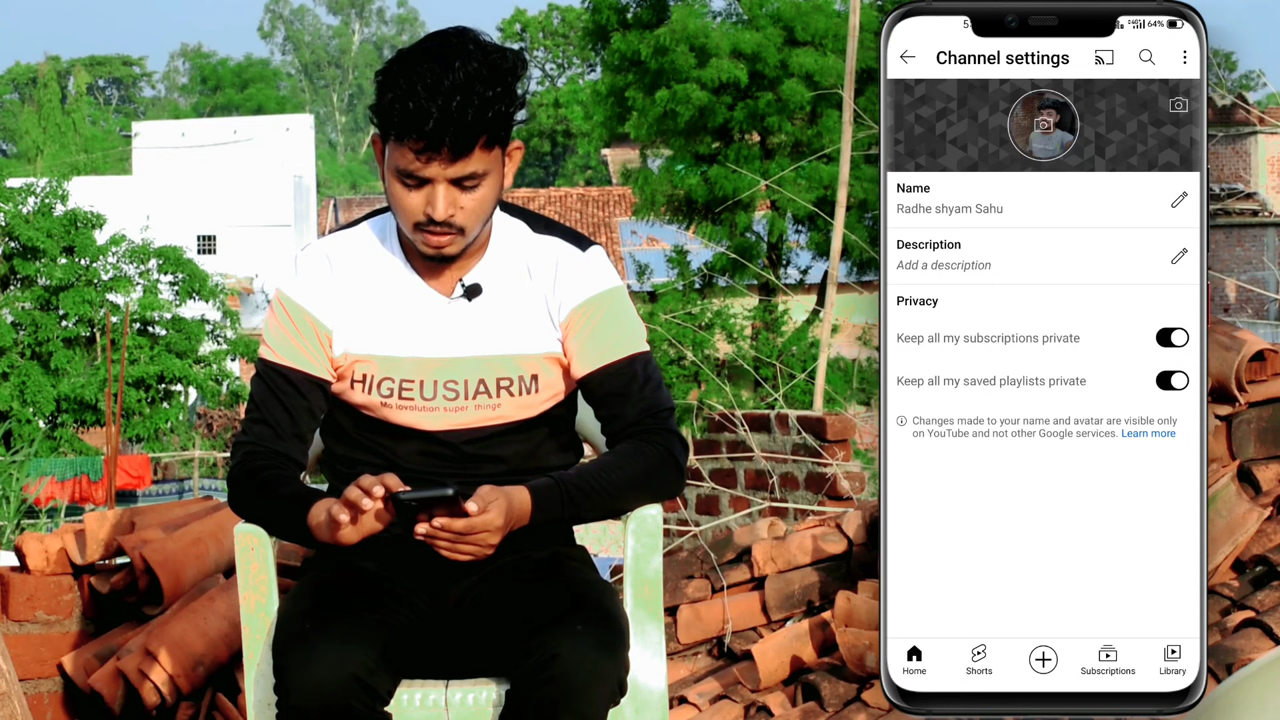 HIGEUSIARM
Mo lovolution super thinge
64%
Channel settings
Name
Radhe shyam Sahu
Description
Add a description
Privacy
Keep all my subscriptions private
Keep all my saved playlists private
Changes made to your name and avatar are visible only
on YouTube and not other Google services. Learn more
Home
Shorts
Subscriptions
Library